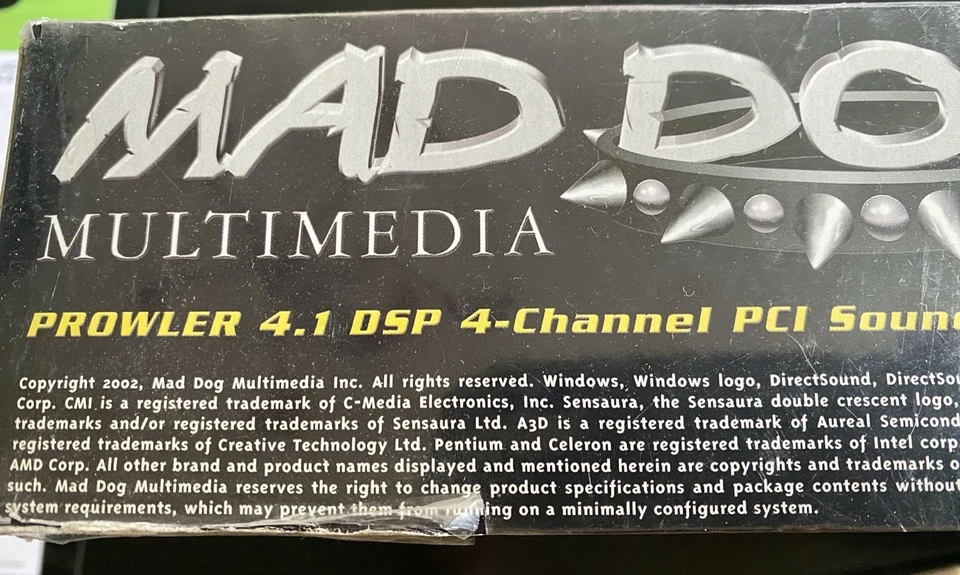 MAD DO
MULTIMEDIA
PROWLER 4.1 DSP 4-Channel PCI Soun
Copyright 2002, Mad Dog Multimedia Inc. All rights reserved. Windows, Windows logo, DirectSound, DirectSou
Corp. CMI is a registered trademark of C-Media Electronics, Inc. Sensaura, the Sensaura double crescent logo,
trademarks and/or registered trademarks of Sensaura Ltd. A3D is a registered trademark of Aureal Semicond
registered trademarks of Creative Technology Ltd. Pentium and Celeron are registered trademarks of Intel corp
AMD Corp. All other brand and product names displayed and mentioned herein are copyrights and trademarks o
such. Mad Dog Multimedia reserves the right to change product specifications and package contents without
system requirements, which may prevent them from running on a minimally configured system.